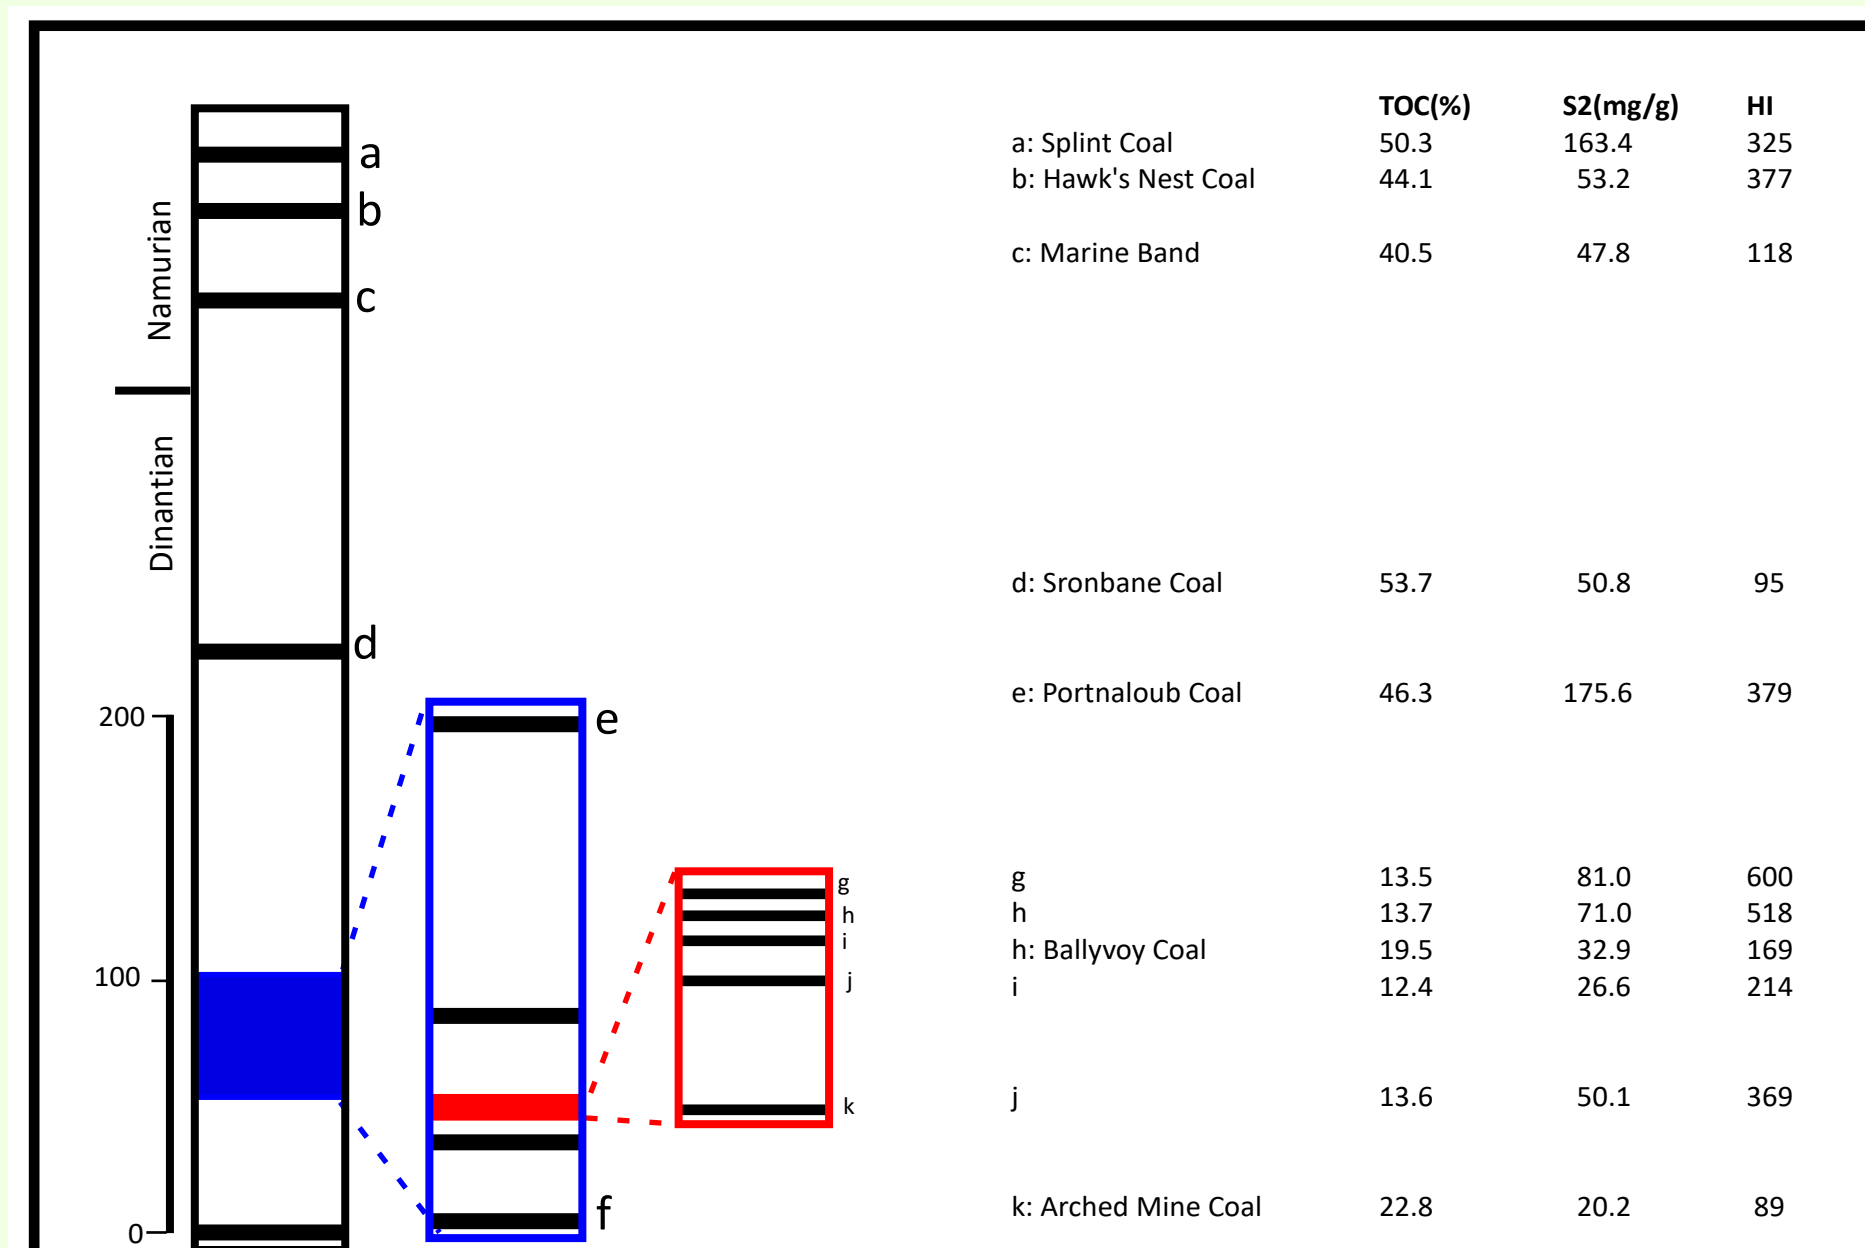 TOC(%) S2(mg/g) HI
a: Splint Coal 50.3 163.4 325
b: Hawk's Nest Coal 44.1 53.2 377
c: Marine Band 40.5 47.8 118
d: Sronbane Coal 53.7 50.8 95
e: Portnaloub Coal 46.3 175.6 379
g 13.5 81.0 600
h 13.7 71.0 518
h: Ballyvoy Coal 19.5 32.9 169
i 12.4 26.6 214
j 13.6 50.1 369
k: Arched Mine Coal 22.8 20.2 89
Namurian
Dinantian
a
b
c
d
200
100
0
e
f
g
h
i
j
k